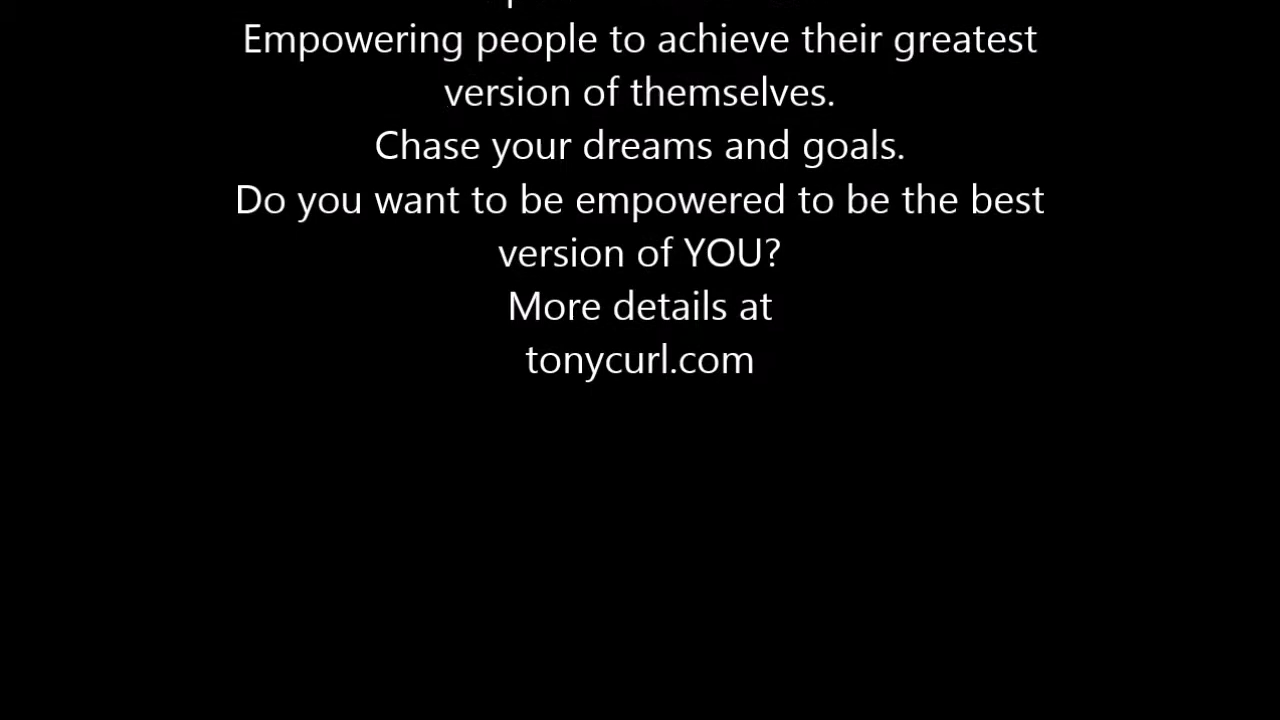 Empowering people to achieve their greatest
version of themselves.
Chase your dreams and goals.
Do you want to be empowered to be the best
version of YOU?
More details at
tonycurl.com